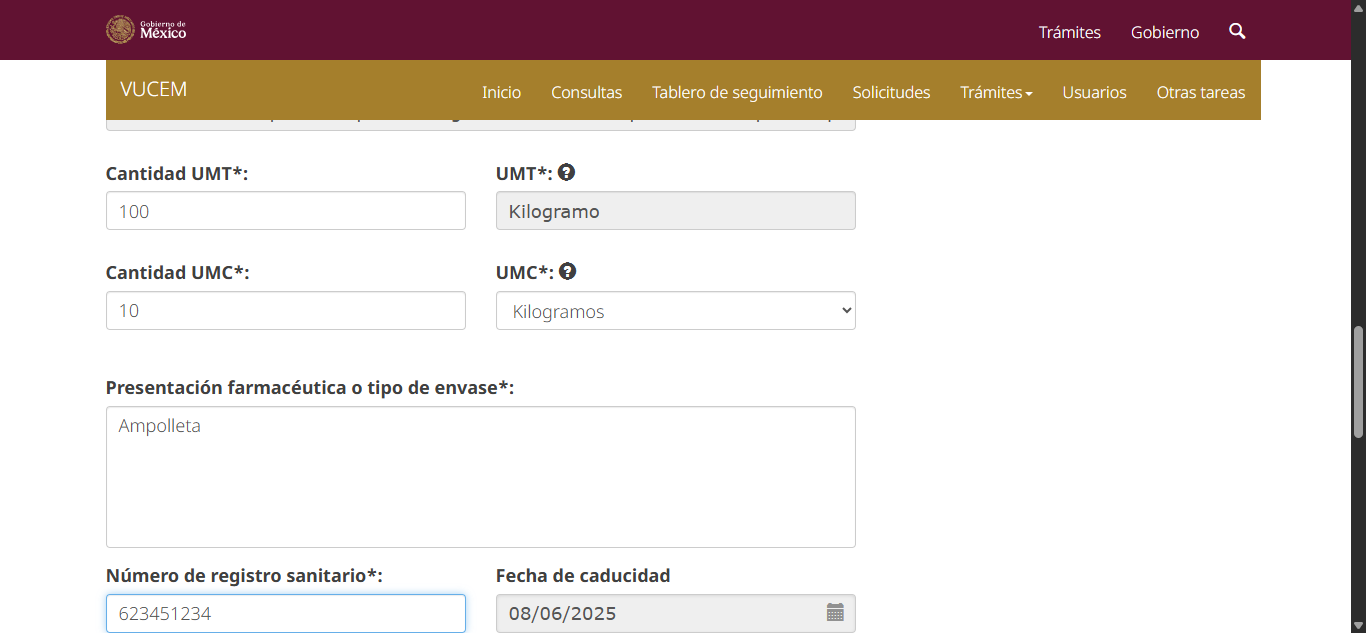 Gobierno de
México
Trámites Gobierno
VUCEM
Inicio Consultas Tablero de seguimiento Solicitudes Trámites Usuarios Otras tareas
Cantidad UMT*: UMT*: ?
100 Kilogramo
Cantidad UMC*: UMC*: ?
10 Kilogramos
Presentación farmacéutica o tipo de envase*:
Ampolleta
Número de registro sanitario*: Fecha de caducidad
623451234 08/06/2025